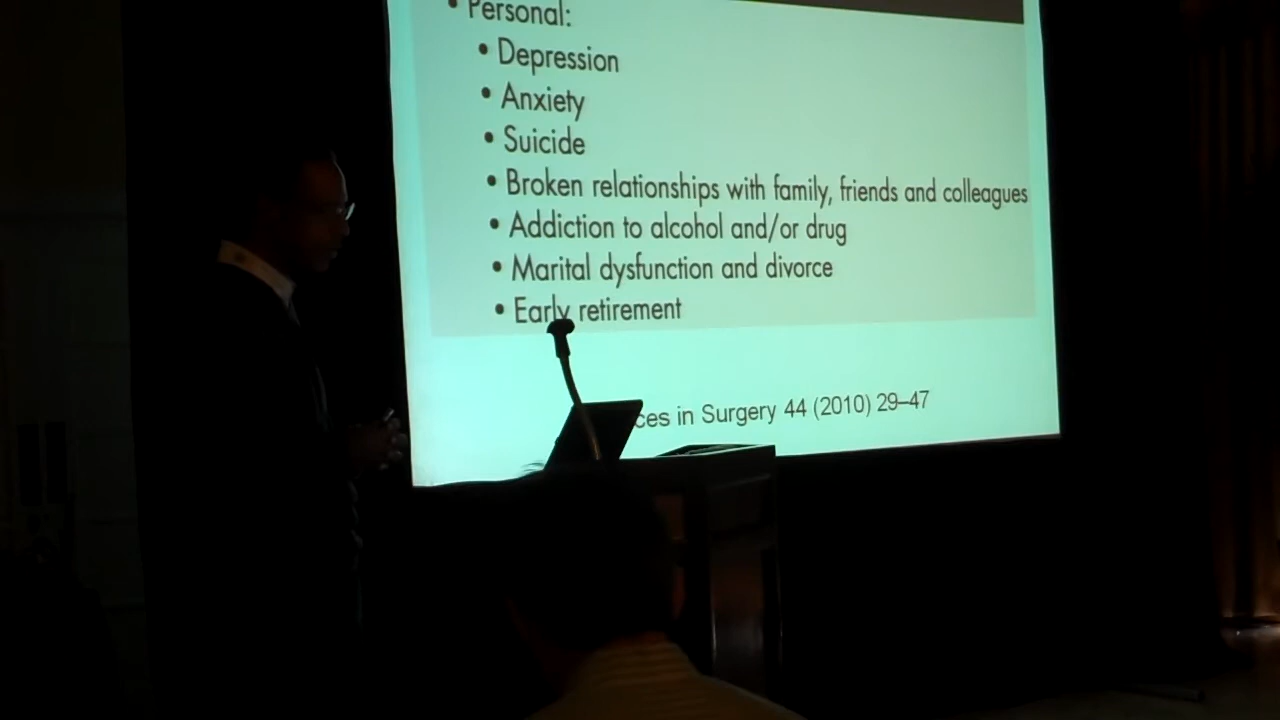 • Personal:
• Depression
• Anxiety
• Suicide
• Broken relationships with family, friends and colleagues
• Addiction to alcohol and/or drug
• Marital dysfunction and divorce
• Early retirement
ces in Surgery 44 (2010) 29–47